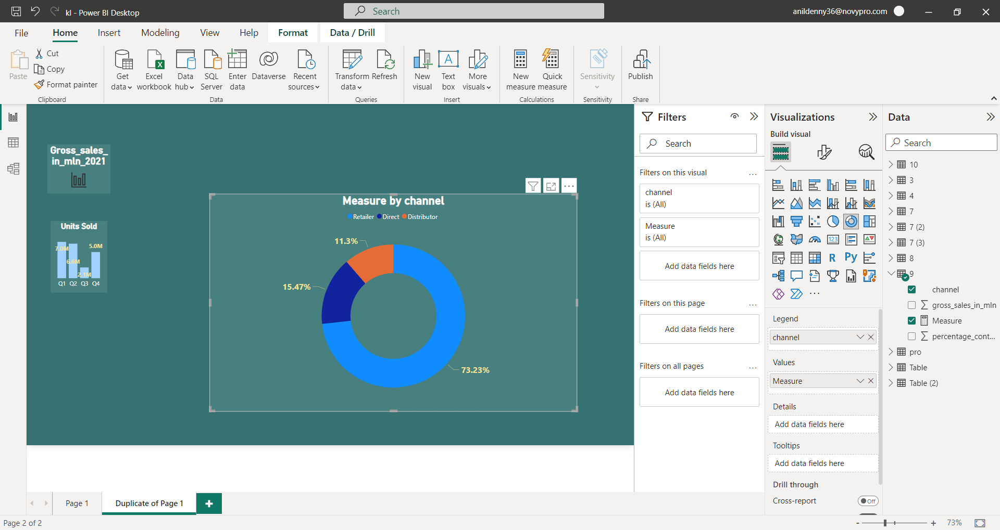 kl - Power BI Desktop
Search
anildenny36@novypro.com
File
Home
Insert
Modeling
View
Help
Format
Data / Drill
Paste
Cut
Copy
Format painter
Clipboard
Get data
Excel workbook
Data hub
SQL Server
Enter data
Dataverse
Recent sources
Data
Transform data
Refresh
Queries
New visual
Text box
More visuals
Insert
New measure
Quick measure
Calculations
Sensitivity
Sensitivity
Publish
Share
Gross_sales_
in_mln_2021
Units Sold
7.0M
6.6M
2.1M
5.0M
Q1 Q2 Q3 Q4
Measure by channel
Retailer Direct Distributor
11.3%
15.47%
73.23%
Filters
Search
Filters on this visual
...
channel
is (All)
Measure
is (All)
Add data fields here
Filters on this page
...
Add data fields here
Filters on all pages
...
Add data fields here
Visualizations
Build visual
123
R
Py
...
Legend
channel
Values
Measure
Details
Add data fields here
Tooltips
Add data fields here
Drill through
Cross-report
Off
Data
Search
10
3
4
7
7 (2)
7 (3)
8
9
channel
∑ gross_sales_in_mln
Measure
∑ percentage_cont...
pro
Table
Table (2)
Page 1
Duplicate of Page 1
+
Page 2 of 2
- + 73%